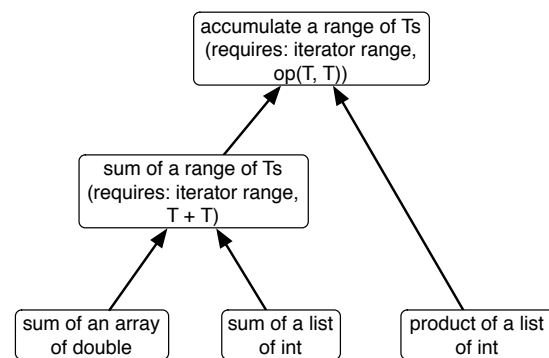 accumulate a range of Ts
(requires: iterator range,
op(T, T))
sum of a range of Ts
(requires: iterator range,
T + T)
sum of an array
of double
sum of a list
of int
product of a list
of int